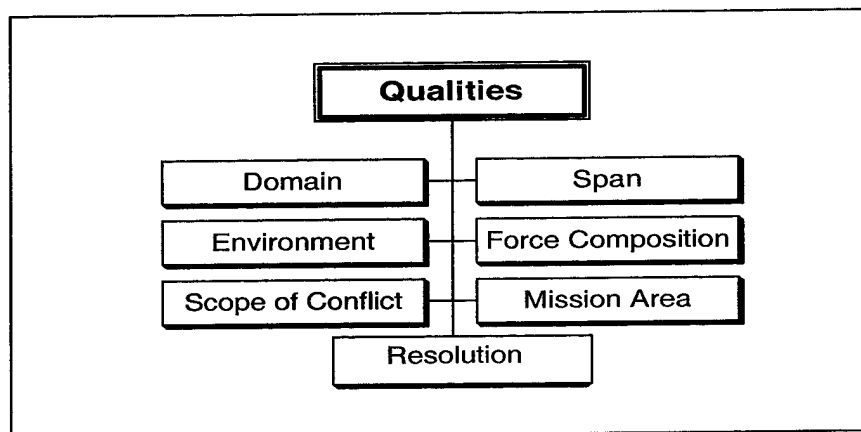 Qualities
Domain
Span
Environment
Force Composition
Scope of Conflict
Mission Area
Resolution